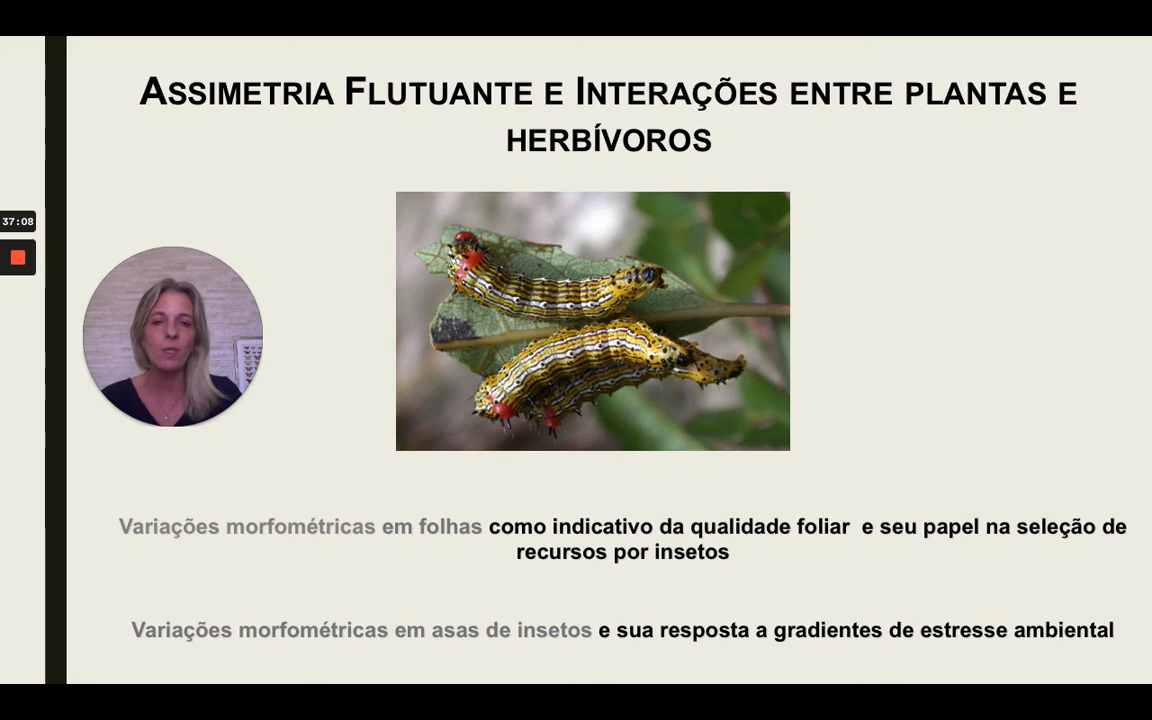 ASSIMETRIA FLUTUANTE E INTERAÇÕES ENTRE PLANTAS E
HERBÍVOROS
37:08
Variações morfométricas em folhas como indicativo da qualidade foliar e seu papel na seleção de
recursos por insetos
Variações morfométricas em asas de insetos e sua resposta a gradientes de estresse ambiental